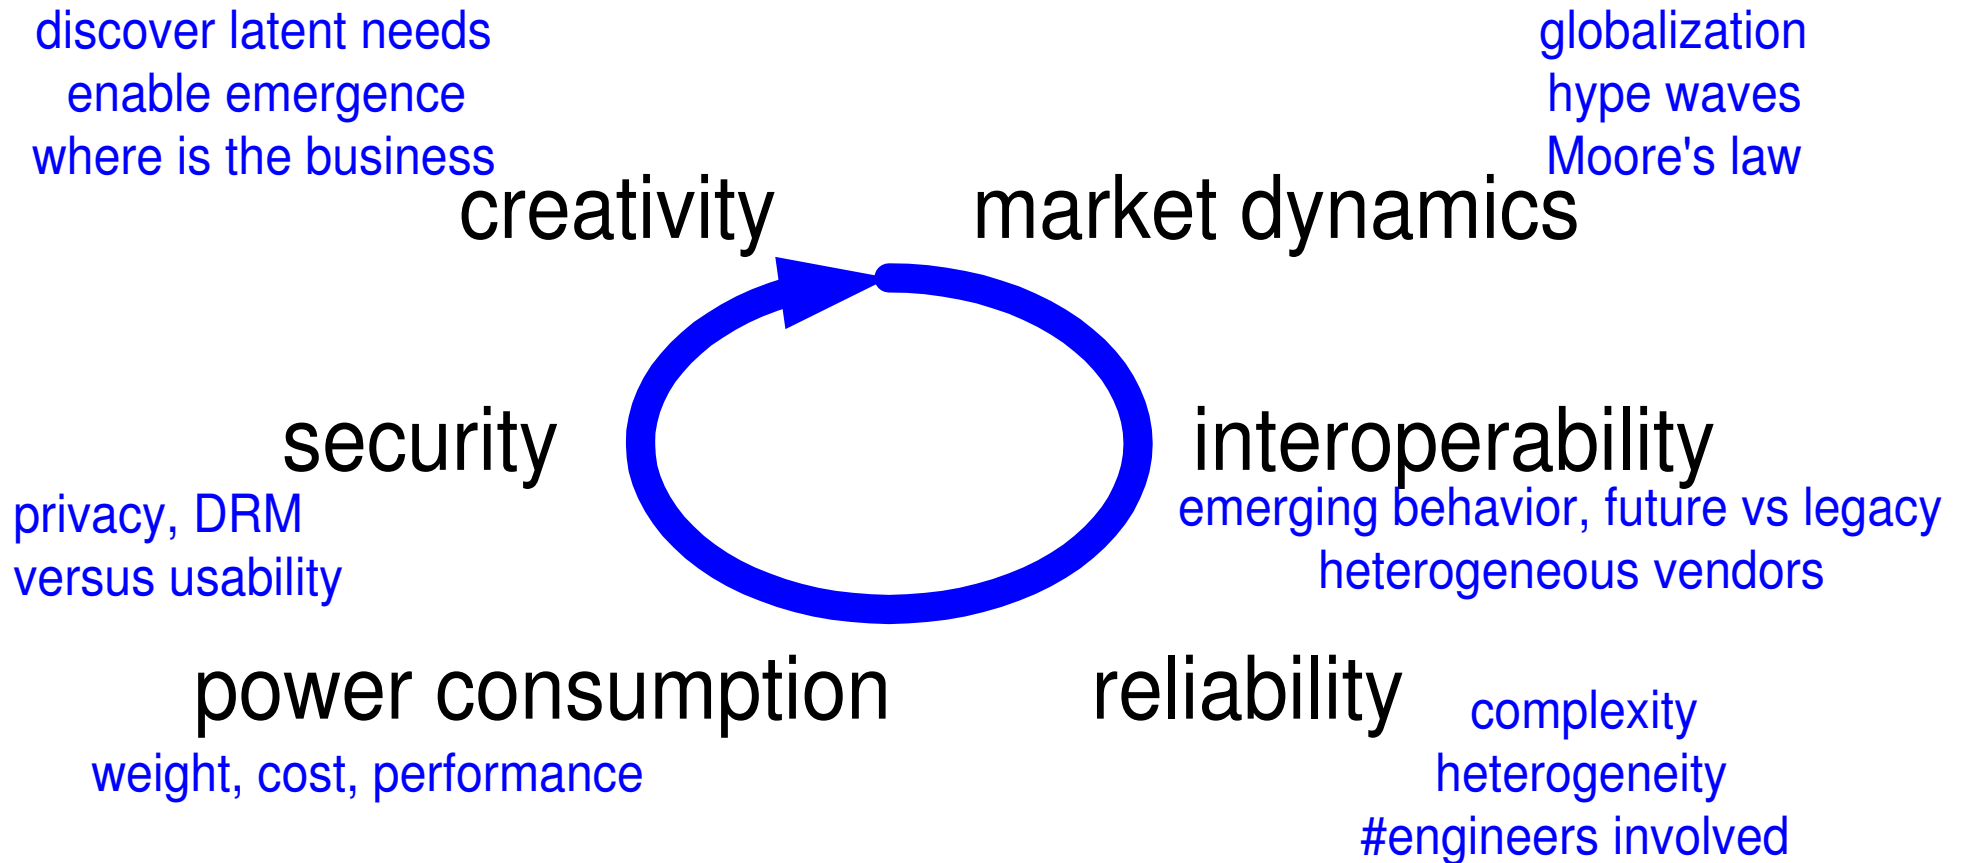 discover latent needs
enable emergence
where is the business
creativity
globalization
hype waves
Moore's law
market dynamics
security
privacy, DRM
versus usability
interoperability
emerging behavior, future vs legacy
heterogeneous vendors
power consumption
weight, cost, performance
reliability
complexity
heterogeneity
#engineers involved